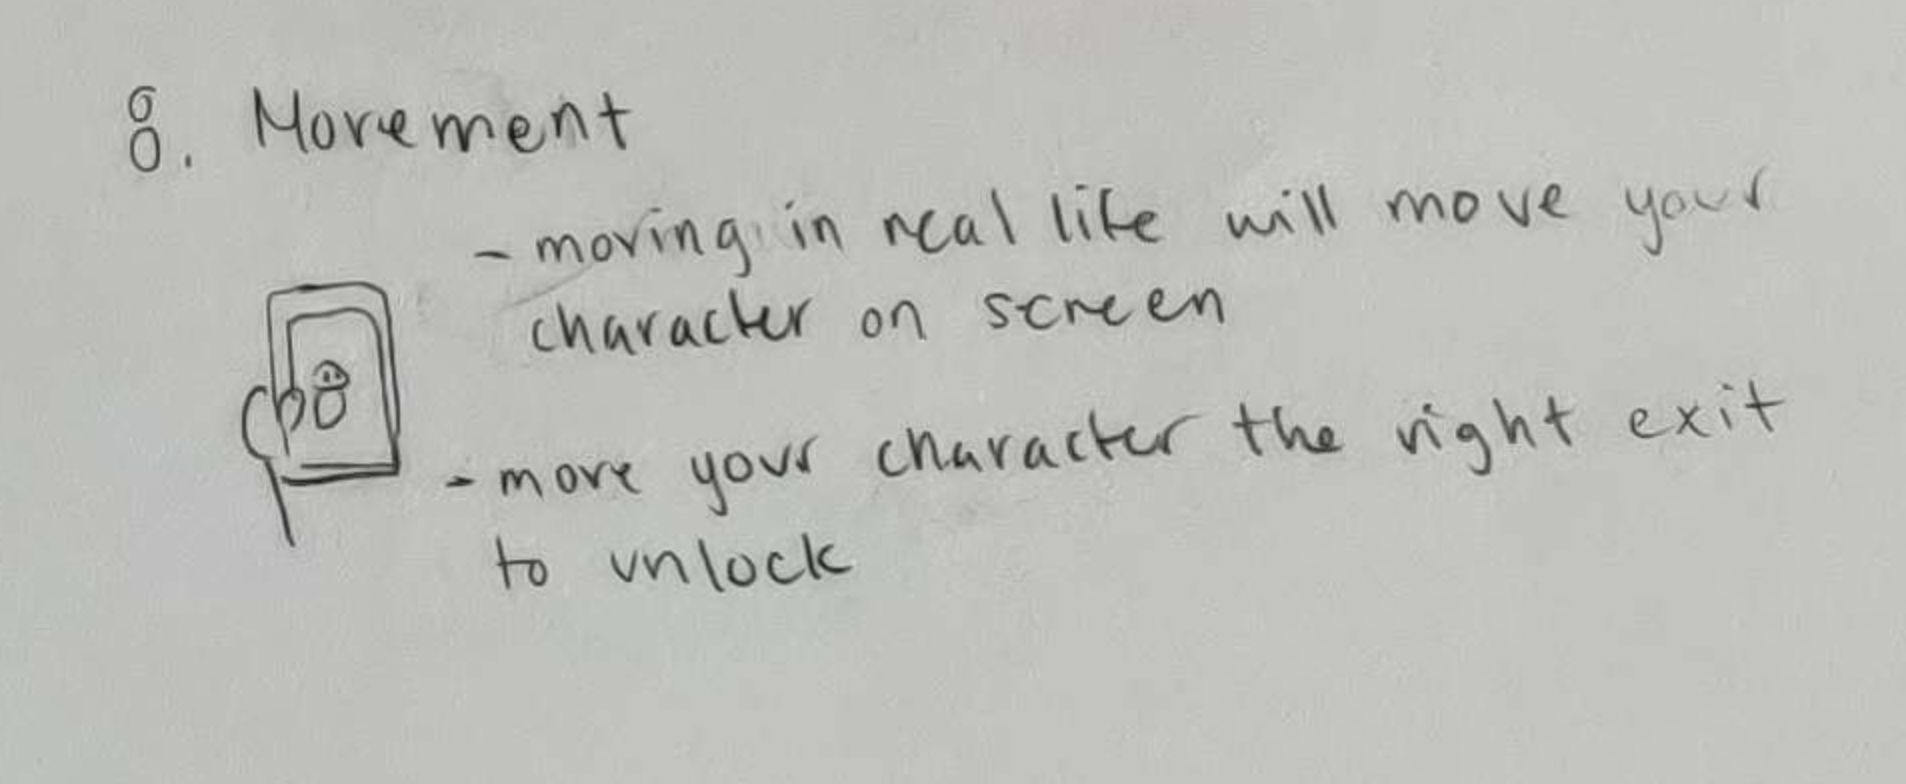 8. Movement
- moving in real life will move your
character on screen
- move your character the right exit
to unlock